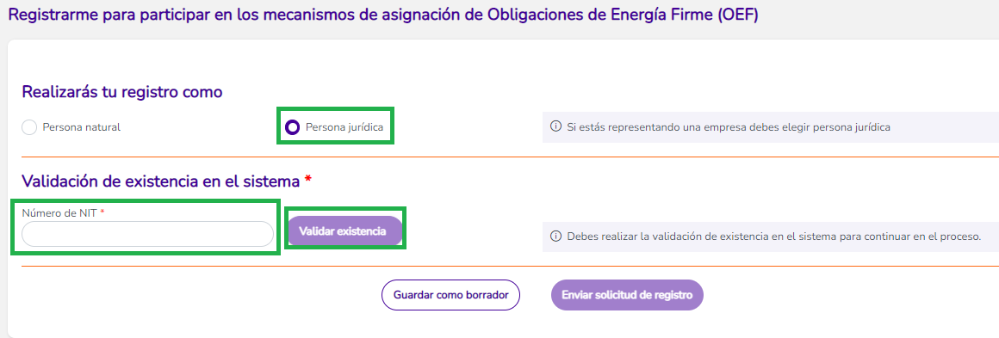 Registrarme para participar en los mecanismos de asignación de Obligaciones de Energía Firme (OEF)
Realizarás tu registro como
Persona natural
Persona jurídica
Si estás representando una empresa debes elegir persona jurídica
Validación de existencia en el sistema *
Número de NIT *
Validar existencia
Debes realizar la validación de existencia en el sistema para continuar en el proceso.
Guardar como borrador
Enviar solicitud de registro